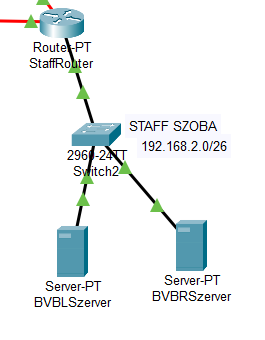 Router-PT
StaffRouter
STAFF SZOBA
192.168.2.0/26
2960-24TT
Switch2
Server-PT
BVBLSzerver
Server-PT
BVBRSzerver